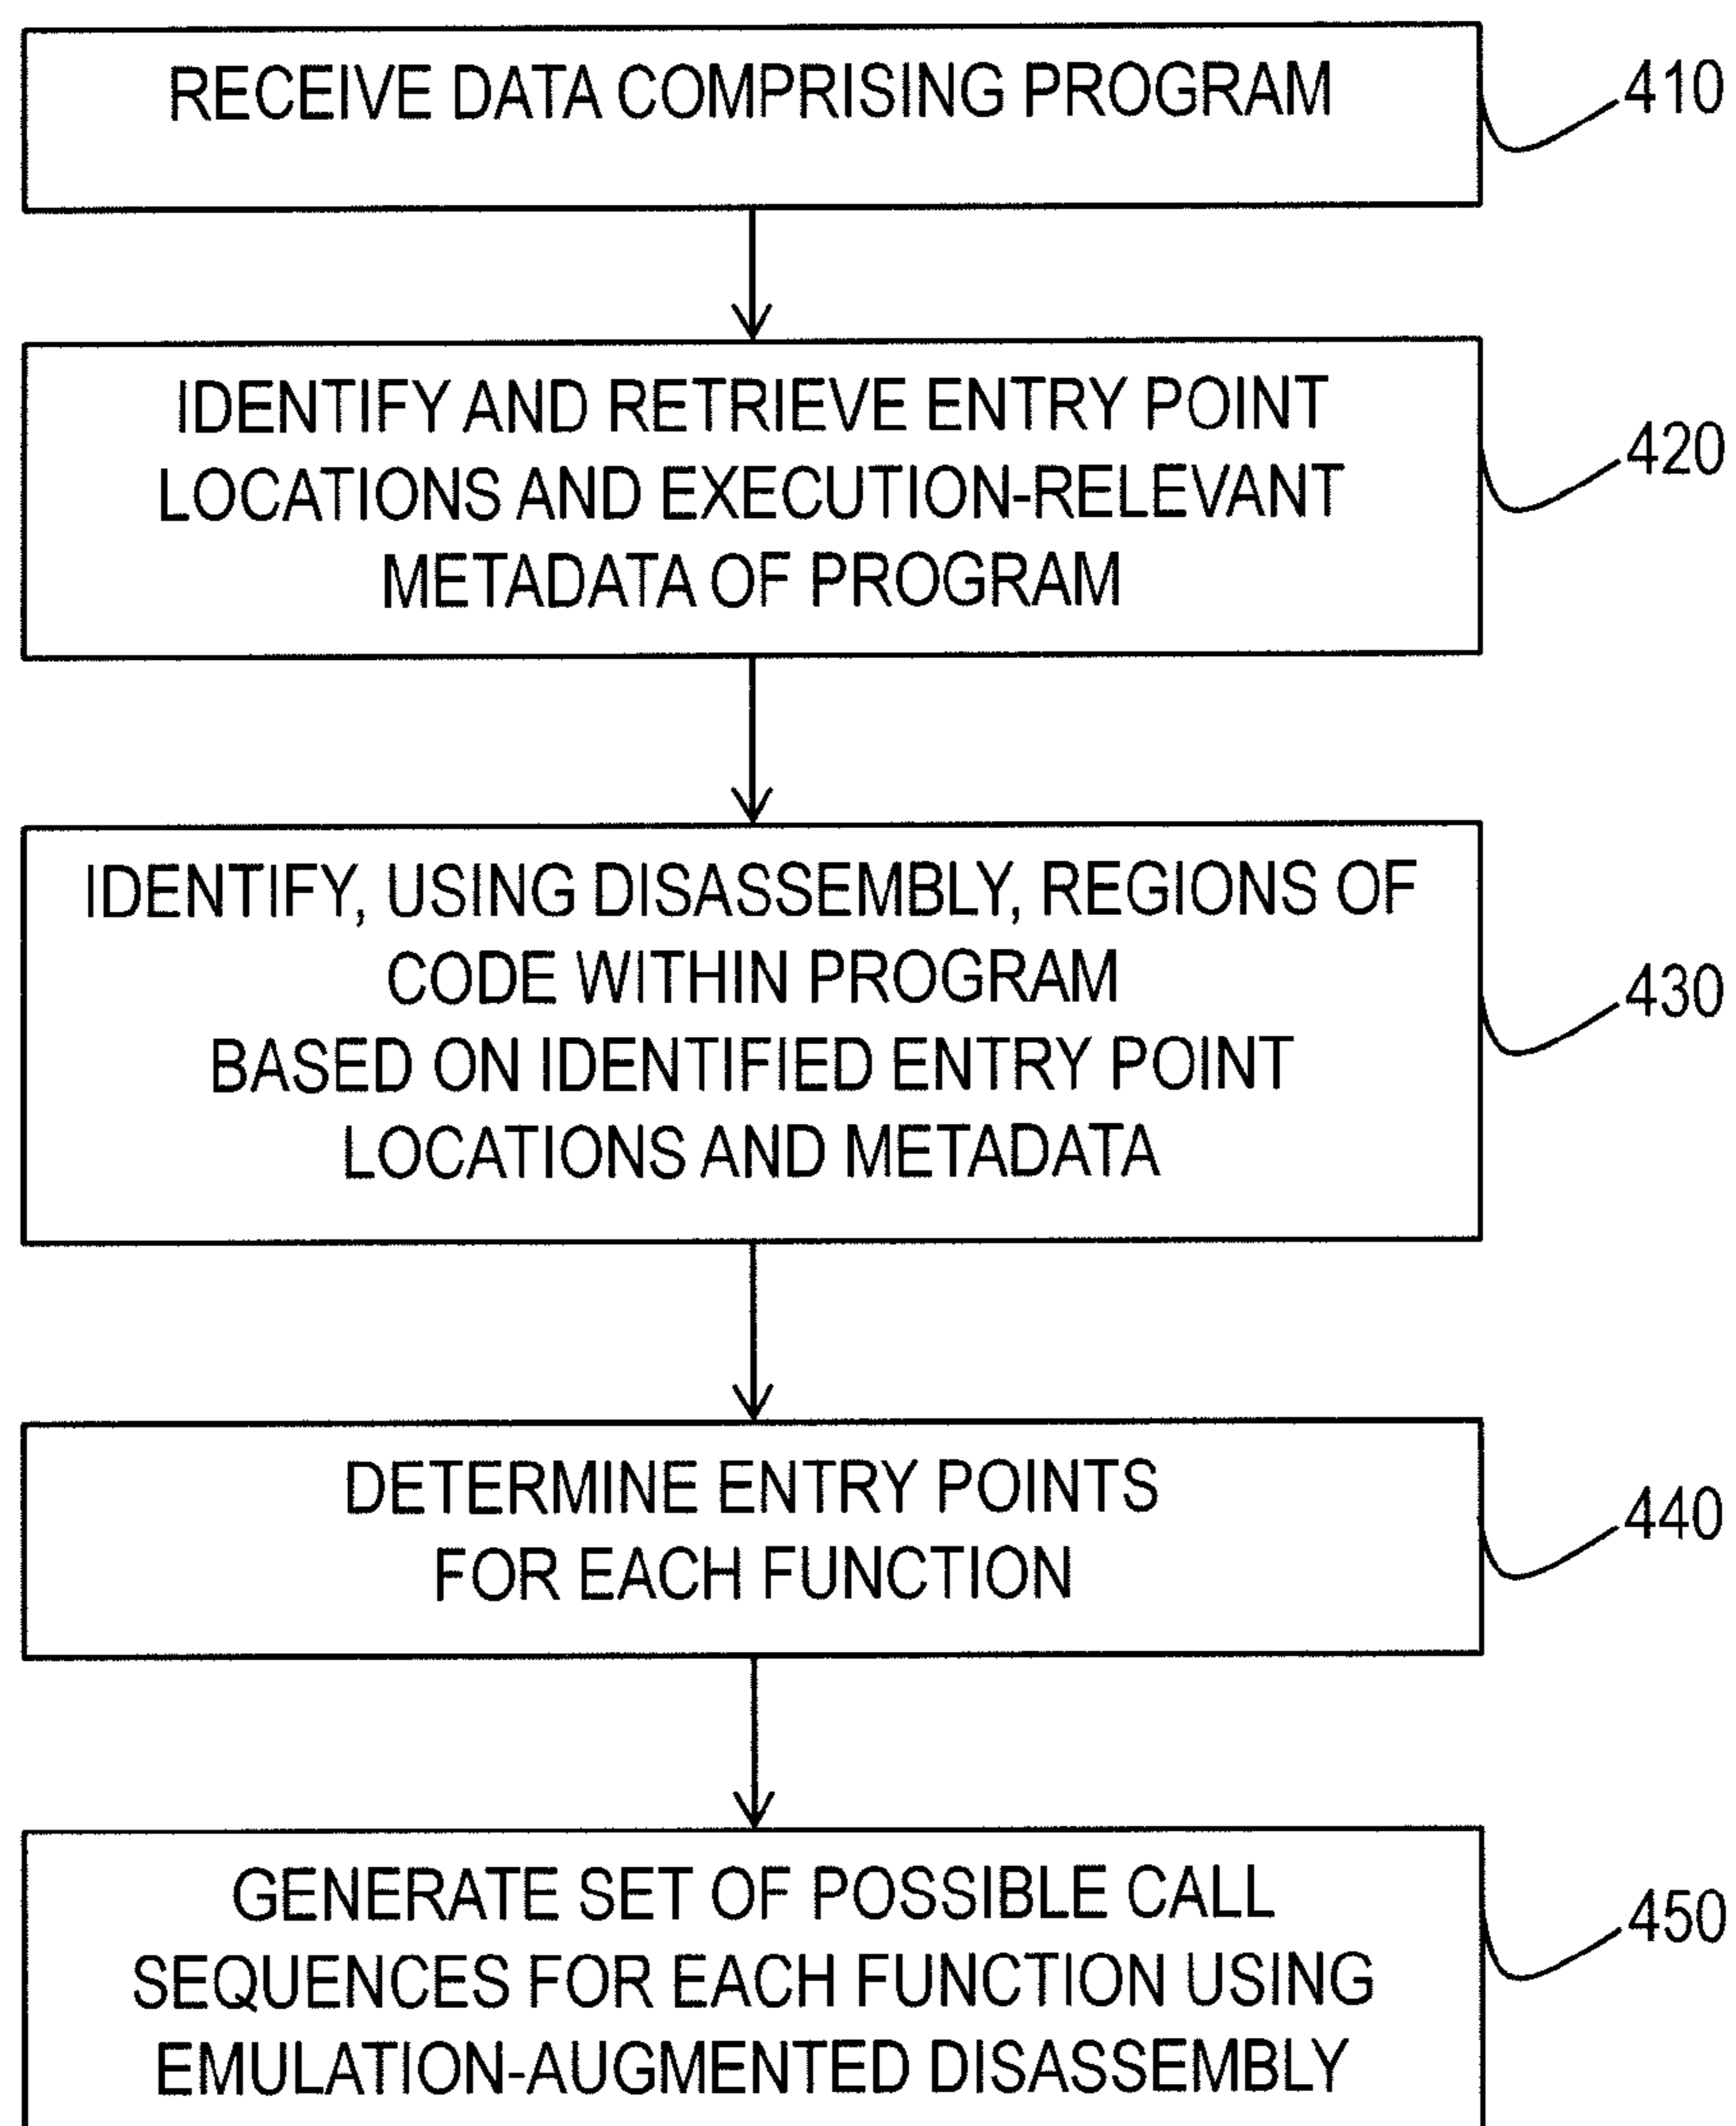 RECEIVE DATA COMPRISING PROGRAM
410
IDENTIFY AND RETRIEVE ENTRY POINT
LOCATIONS AND EXECUTION-RELEVANT
METADATA OF PROGRAM
420
IDENTIFY, USING DISASSEMBLY, REGIONS OF
CODE WITHIN PROGRAM
BASED ON IDENTIFIED ENTRY POINT
LOCATIONS AND METADATA
430
DETERMINE ENTRY POINTS
FOR EACH FUNCTION
440
GENERATE SET OF POSSIBLE CALL
SEQUENCES FOR EACH FUNCTION USING
EMULATION-AUGMENTED DISASSEMBLY
450